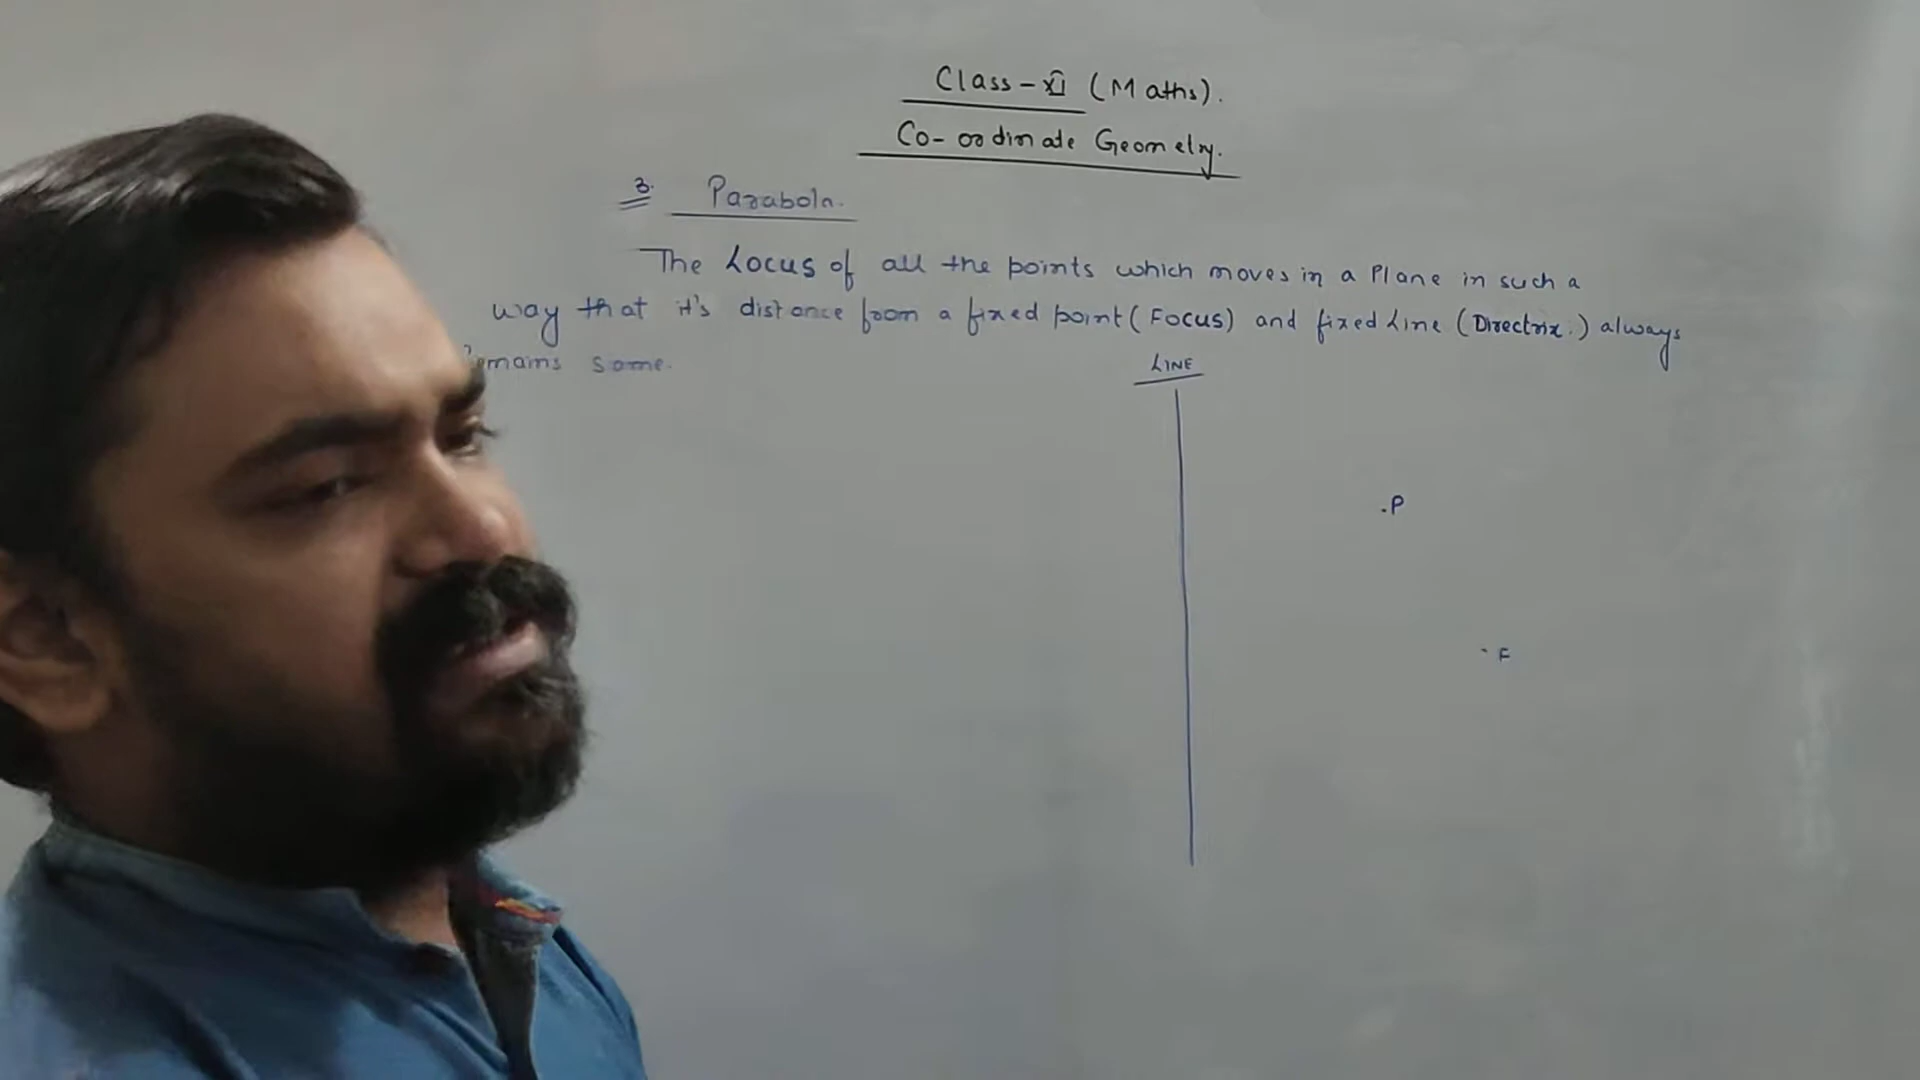 Class-XI (Maths).
Co-ordinate Geometry.
3. Parabola.
The Locus of all the points which moves in a Plane in such a
way that it's distance from a fixed point (Focus) and fixed Line (Directrix.) always
remains same.
LINE
.P
. F